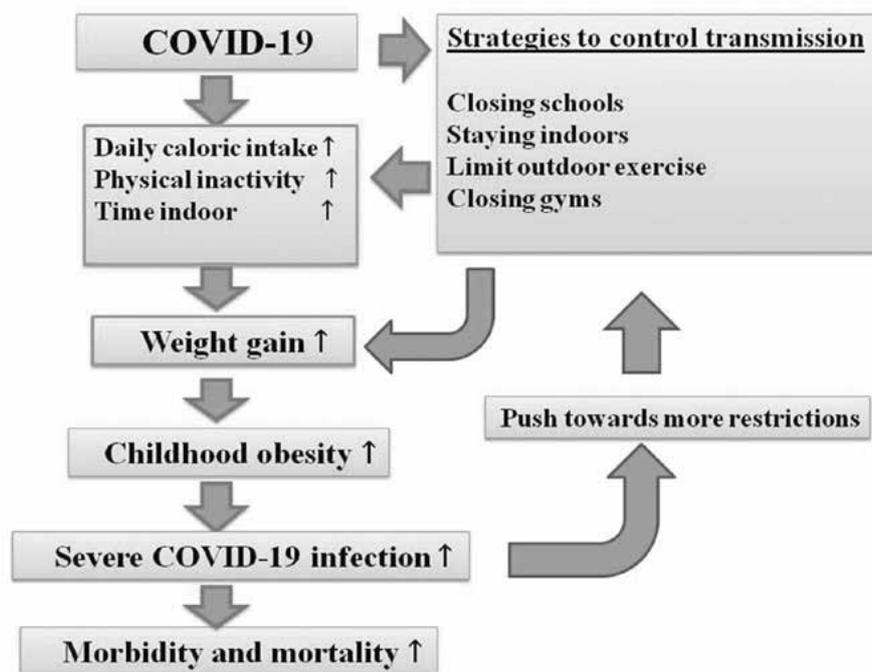 COVID-19
Strategies to control transmission
Closing schools
Staying indoors
Limit outdoor exercise
Closing gyms
Daily caloric intake ↑
Physical inactivity ↑
Time indoor ↑
Weight gain ↑
Push towards more restrictions
Childhood obesity ↑
Severe COVID-19 infection ↑
Morbidity and mortality ↑